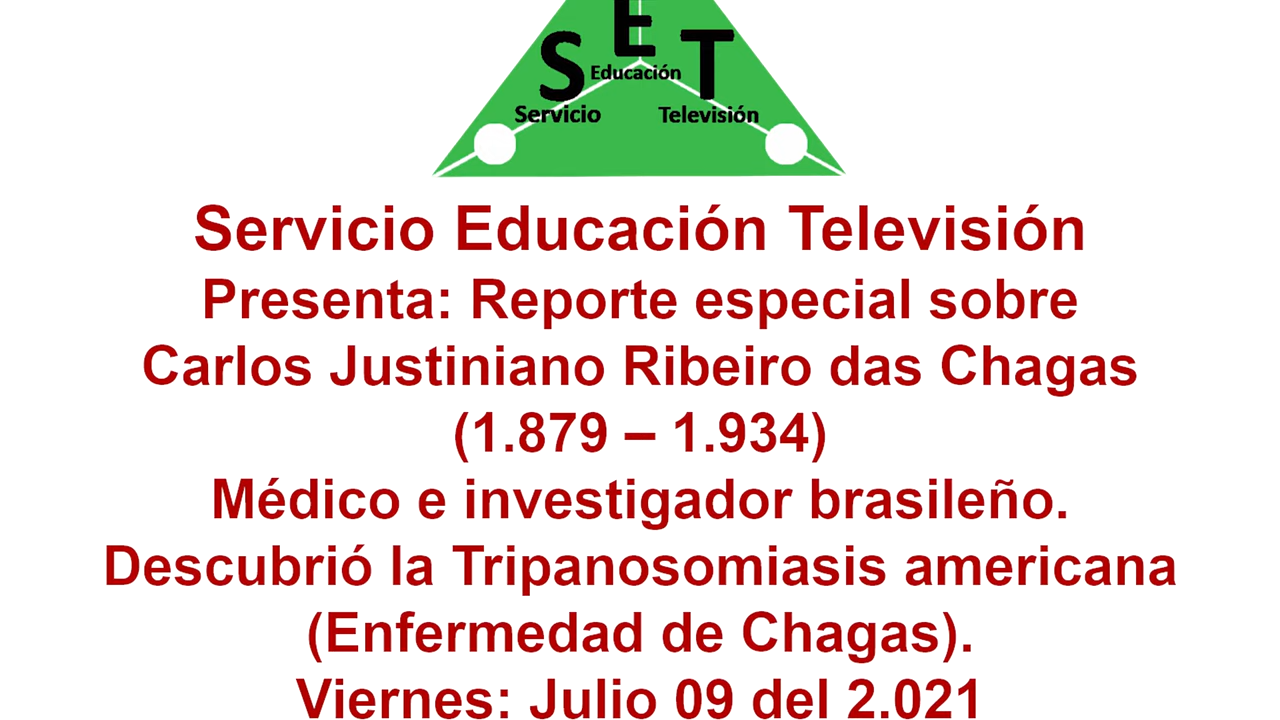 S E T
Educación
Servicio Televisión
Servicio Educación Televisión
Presenta: Reporte especial sobre
Carlos Justiniano Ribeiro das Chagas
(1.879 – 1.934)
Médico e investigador brasileño.
Descubrió la Tripanosomiasis americana
(Enfermedad de Chagas).
Viernes: Julio 09 del 2.021